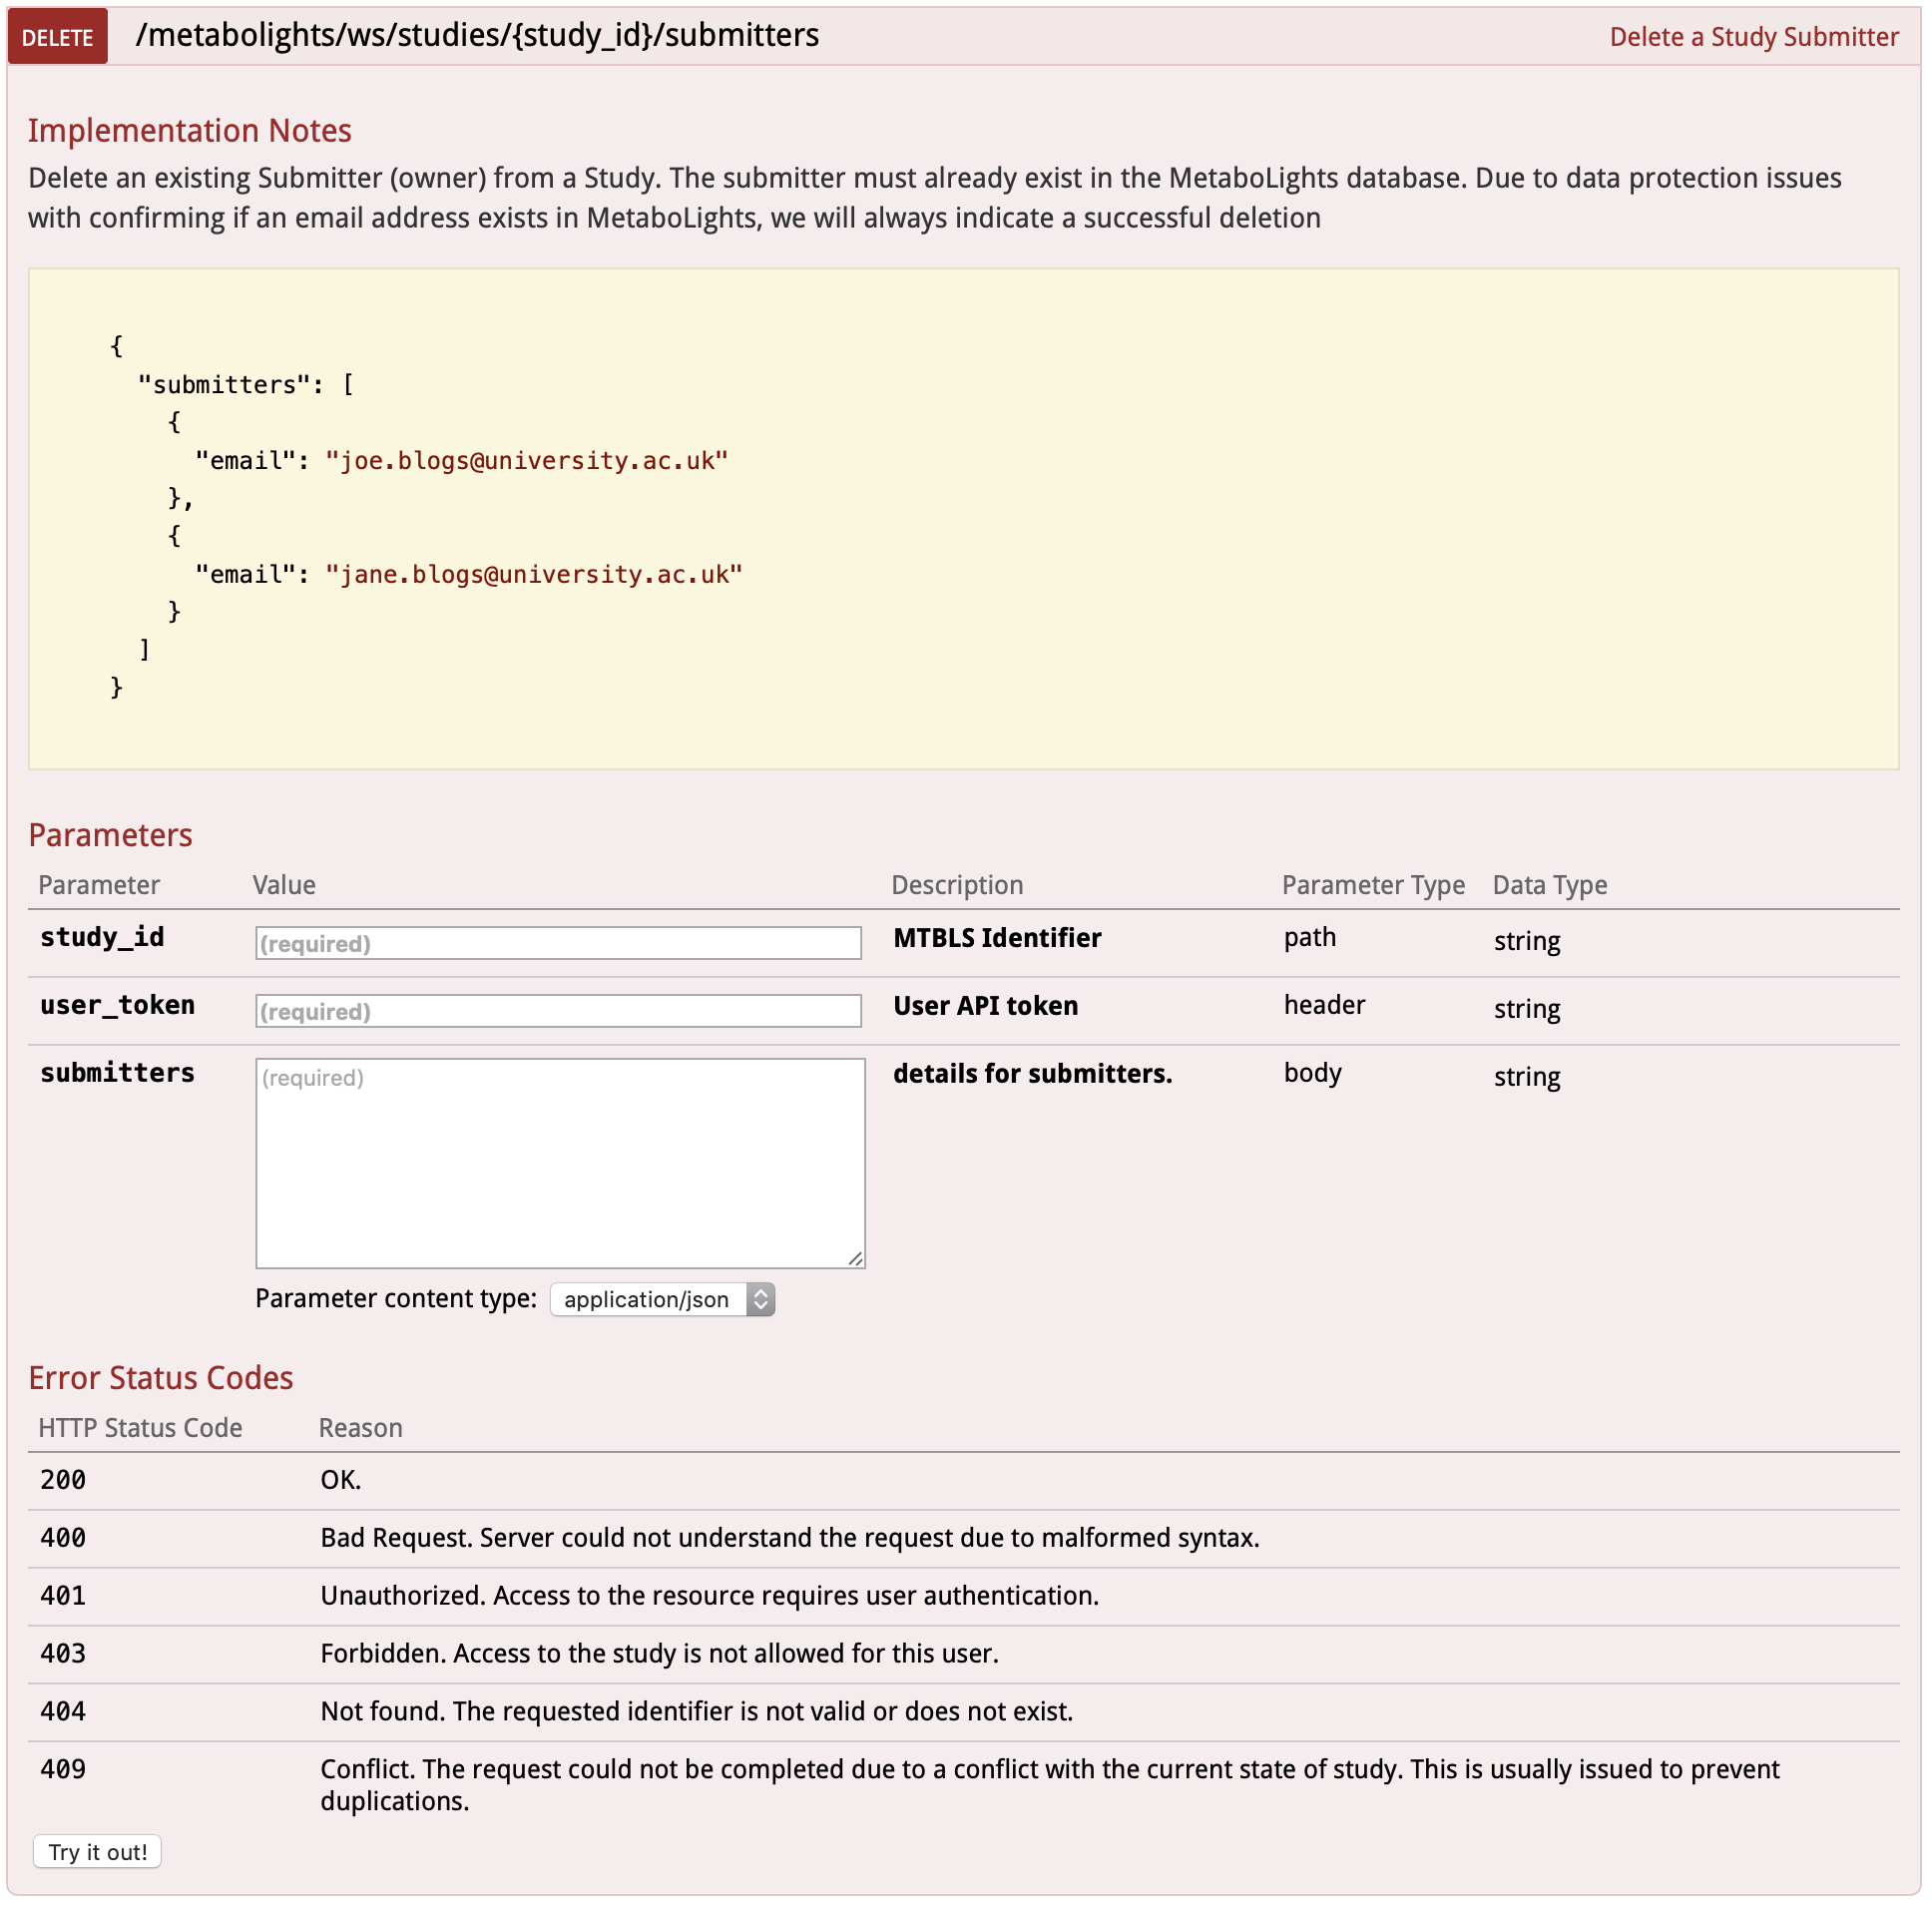 DELETE /metabolights/ws/studies/{study_id}/submitters Delete a Study Submitter
Implementation Notes
Delete an existing Submitter (owner) from a Study. The submitter must already exist in the MetaboLights database. Due to data protection issues
with confirming if an email address exists in MetaboLights, we will always indicate a successful deletion
{
"submitters": [
{
"email": "joe.blogs@university.ac.uk"
},
{
"email": "jane.blogs@university.ac.uk"
}
]
}
Parameters
Parameter Value Description Parameter Type Data Type
study_id (required) MTBLS Identifier path string
user_token (required) User API token header string
submitters (required) details for submitters. body string
Parameter content type: application/json
Error Status Codes
HTTP Status Code Reason
200 OK.
400 Bad Request. Server could not understand the request due to malformed syntax.
401 Unauthorized. Access to the resource requires user authentication.
403 Forbidden. Access to the study is not allowed for this user.
404 Not found. The requested identifier is not valid or does not exist.
409 Conflict. The request could not be completed due to a conflict with the current state of study. This is usually issued to prevent
duplications.
Try it out!